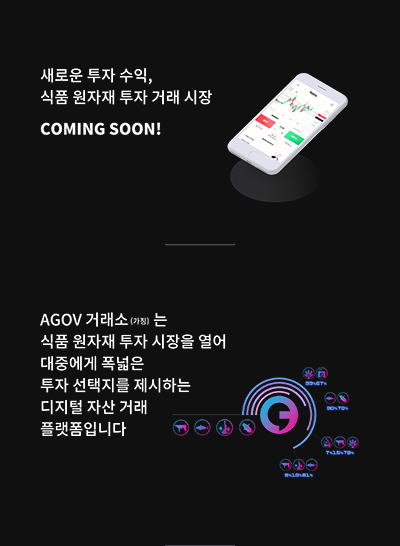 새로운 투자 수익,
식품 원자재 투자 거래 시장
COMING SOON!
AGOV 거래소 (가칭) 는
식품 원자재 투자 시장을 열어
대중에게 폭넓은
투자 선택지를 제시하는
디지털 자산 거래
플랫폼입니다